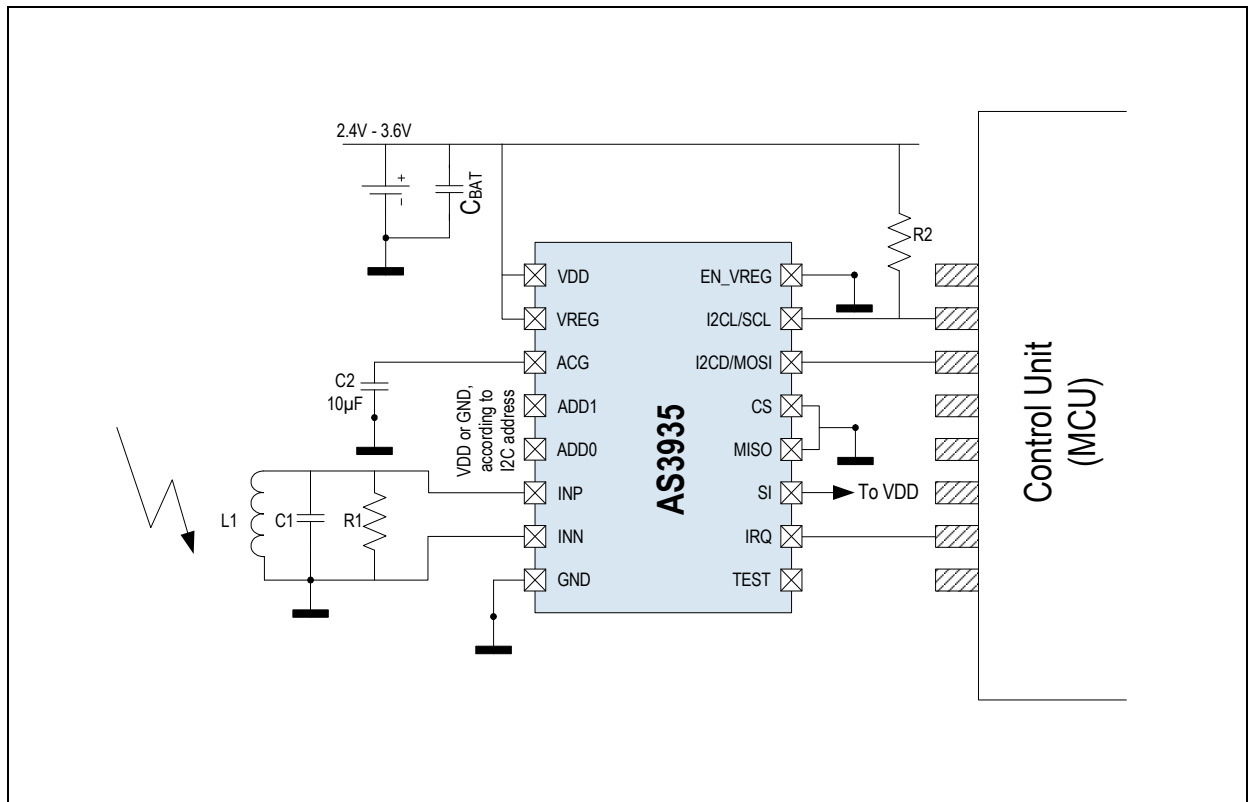 2.4V - 3.6V
+
–
CBAT
R2
VDD
VREG
ACG
ADD1
ADD0
INP
INN
GND
AS3935
EN_VREG
I2CL/SCL
I2CD/MOSI
CS
MISO
SI
IRQ
TEST
To VDD
C2
10µF
VDD or GND,
according to
I2C address
L1
C1
R1
Control Unit
(MCU)